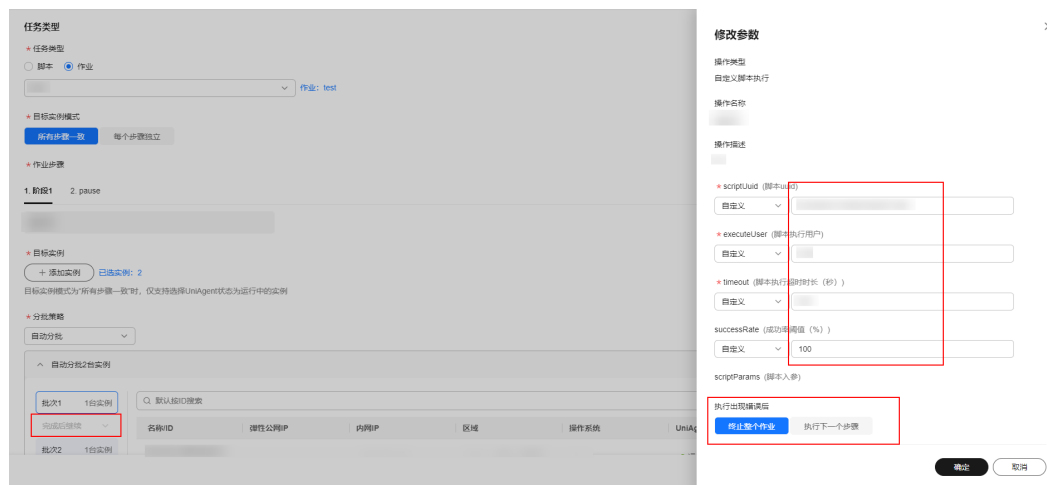 任务类型
* 任务类型
脚本 作业
作业：test
* 目标实例模式
所有步骤一致 每个步骤独立
* 作业步骤
1. 阶段1 2. pause
* 目标实例
+ 添加实例 已选实例：2
目标实例模式为“所有步骤一致”时，仅支持选择UniAgent状态为运行中的实例
* 分批策略
自动分批
自动分批2台实例
批次1 1台实例
完成后继续
批次2 1台实例
默认按ID搜索
名称/ID 弹性公网IP 内网IP 区域 操作系统
修改参数
操作类型
自定义脚本执行
操作名称
操作描述
* scriptUuid (脚本uuid)
自定义
* executeUser (脚本执行用户)
自定义
* timeout (脚本执行超时时长（秒）)
自定义
successRate (成功率阈值（%）)
自定义 100
scriptParams (脚本入参)
执行出现错误后
终止整个作业 执行下一个步骤
确定 取消